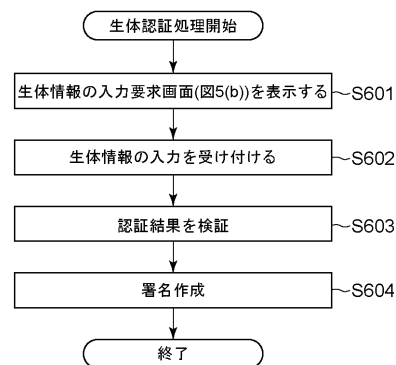 生体認証処理開始
生体情報の入力要求画面(図5(b))を表示する S601
生体情報の入力を受け付ける S602
認証結果を検証 S603
署名作成 S604
終了